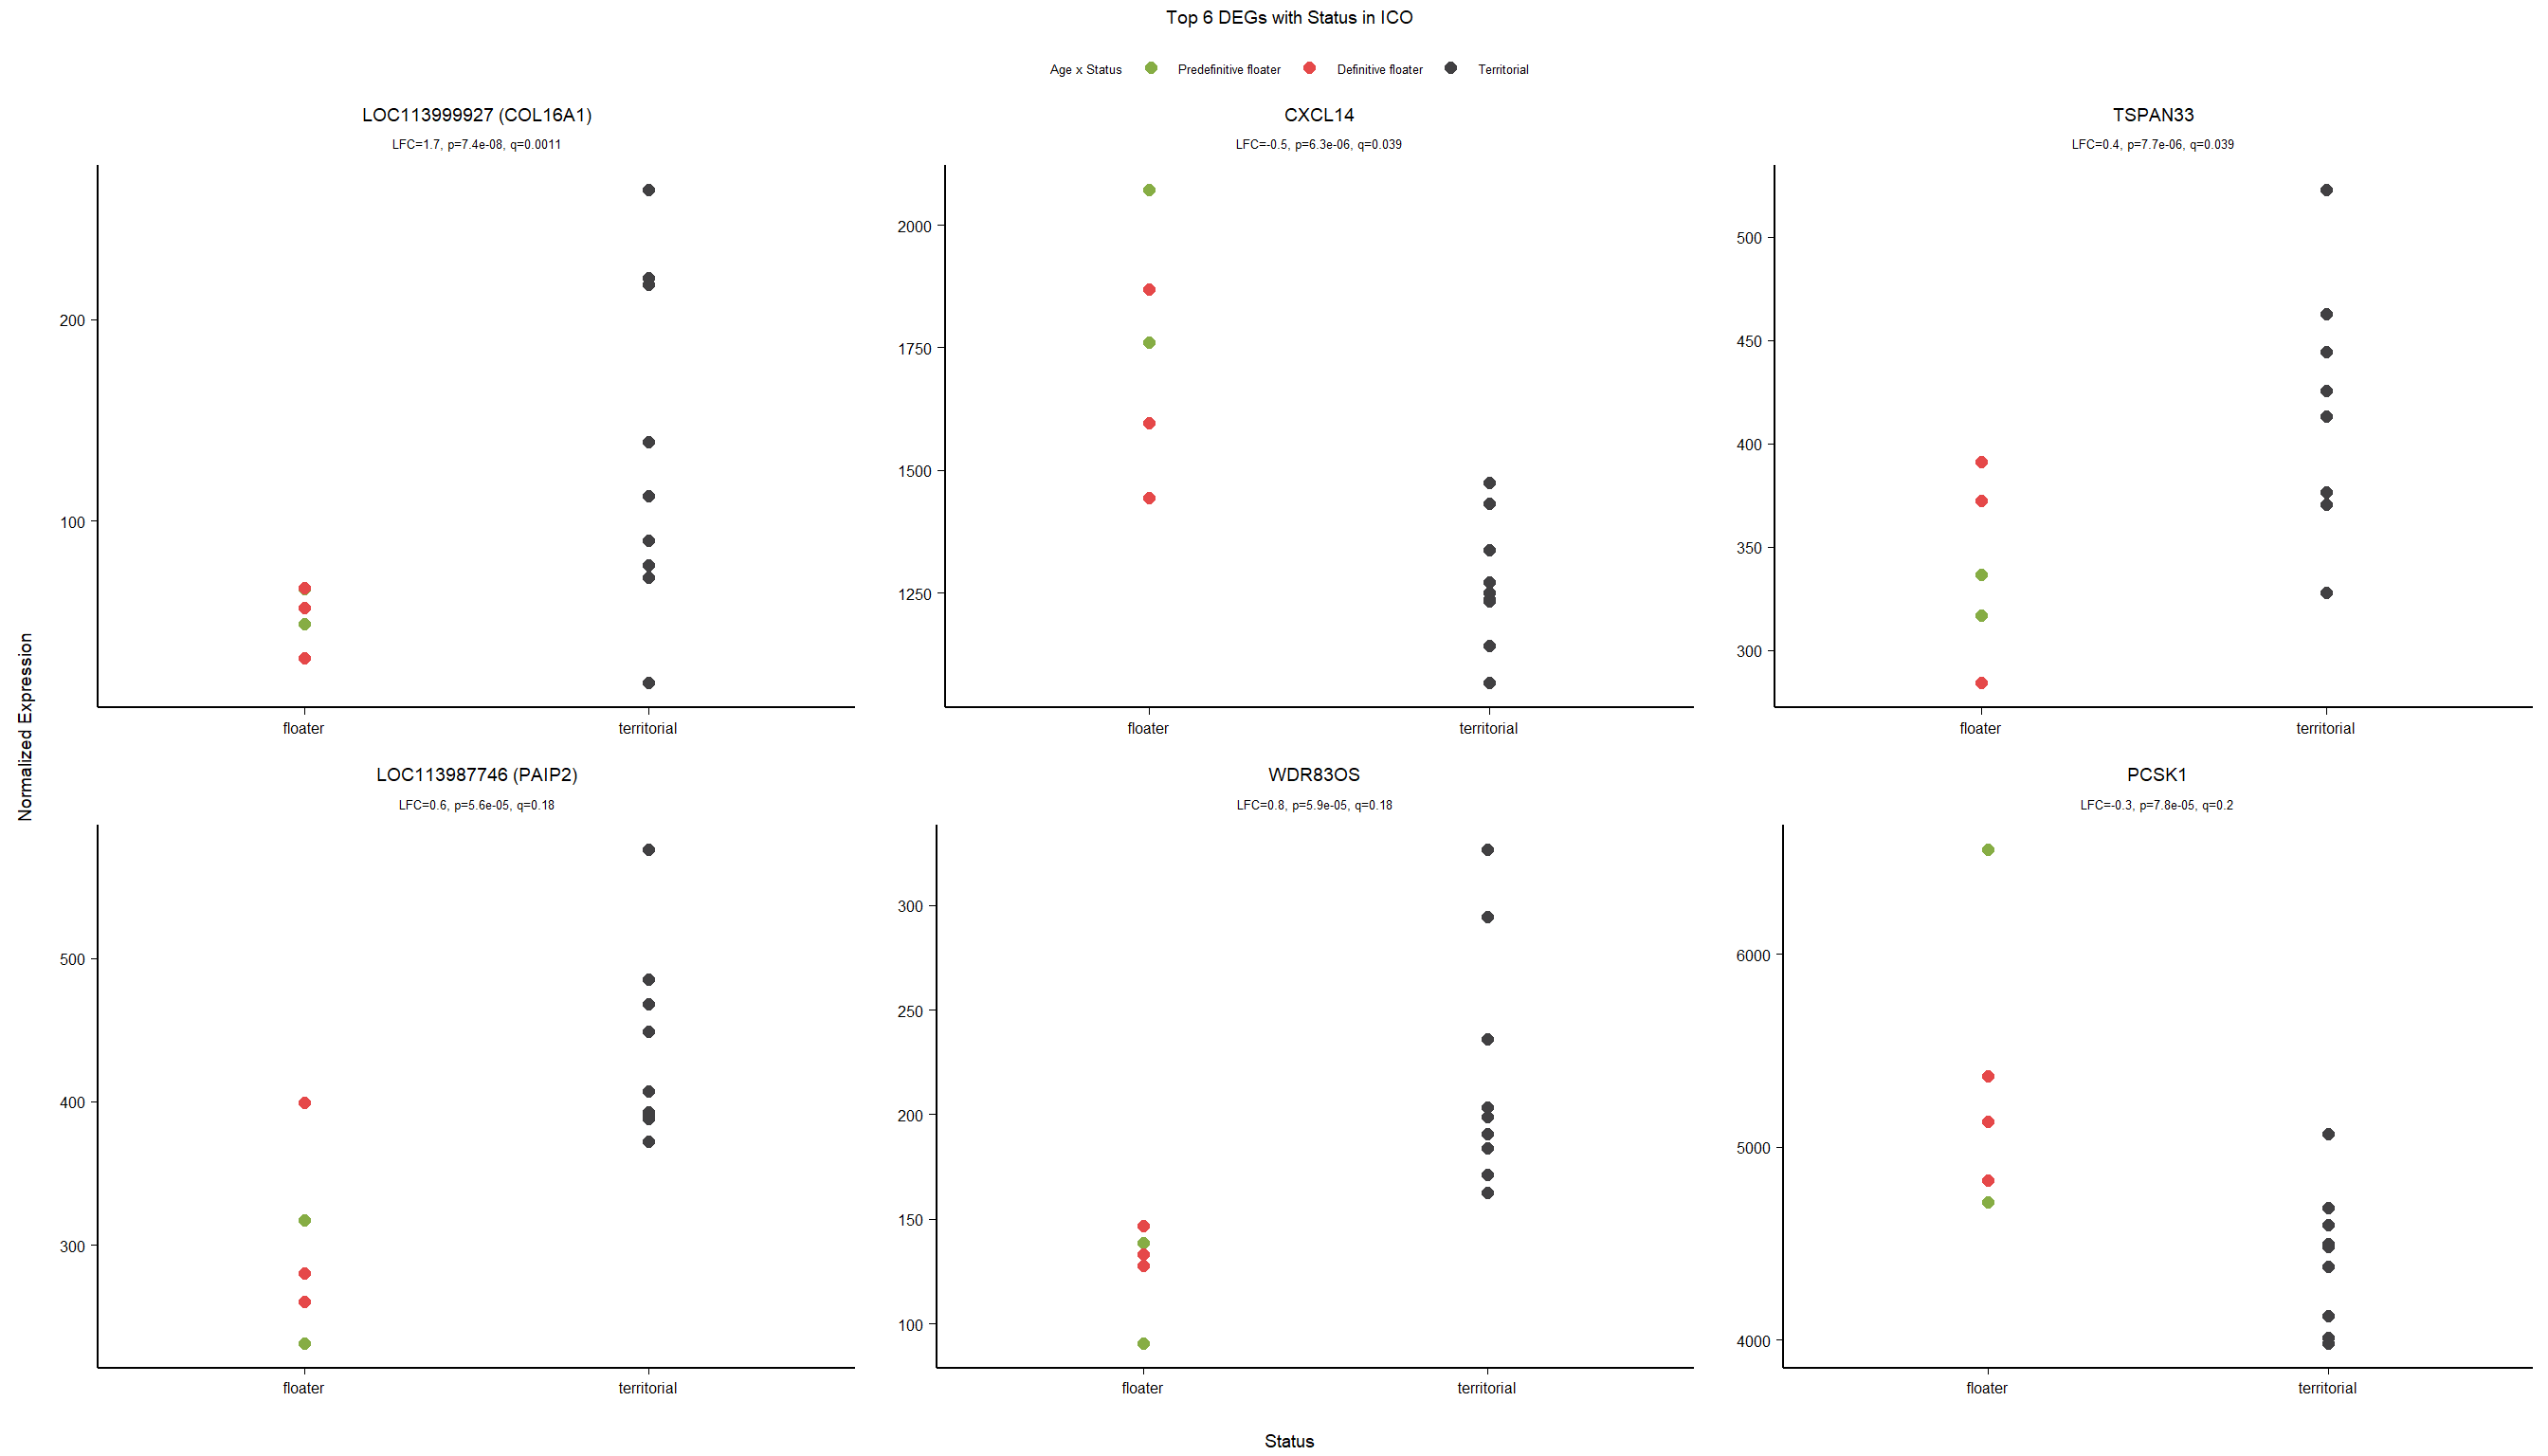 Top 6 DEGs with Status in ICO
Age x Status Predefinitive floater Definitive floater Territorial
LOC113999927 (COL16A1)
LFC=1.7, p=7.4e-08, q=0.0011
200
100
floater territorial
CXCL14
LFC=-0.5, p=6.3e-06, q=0.039
2000
1750
1500
1250
floater territorial
TSPAN33
LFC=0.4, p=7.7e-06, q=0.039
500
450
400
350
300
floater territorial
Normalized Expression
LOC113987746 (PAIP2)
LFC=0.6, p=5.6e-05, q=0.18
500
400
300
floater territorial
WDR83OS
LFC=0.8, p=5.9e-05, q=0.18
300
250
200
150
100
floater territorial
PCSK1
LFC=-0.3, p=7.8e-05, q=0.2
6000
5000
4000
floater territorial
Status